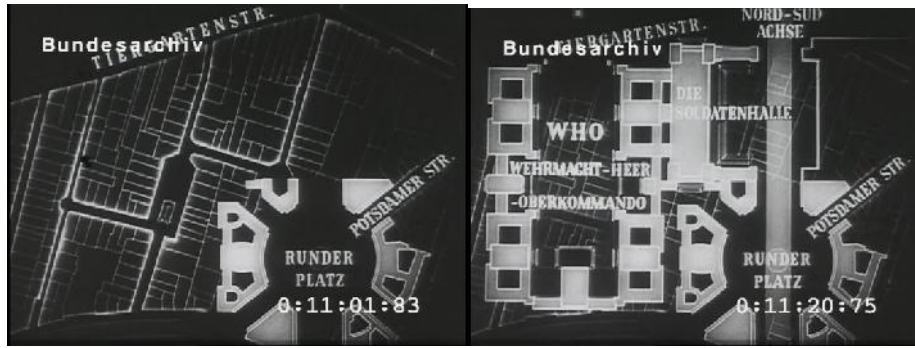 Bundesarchiv
TIERGARTENSTR.
POTSDAMER STR.
RUNDER
PLATZ
0:11:01:83
NORD-SÜD
ACHSE
TIERGARTENSTR.
Bundesarchiv
DIE
SOLDATENHALLE
WHO
WEHRMACHT-HEER
-OBERKOMMANDO
POTSDAMER STR.
RUNDER
PLATZ
0:11:20:75